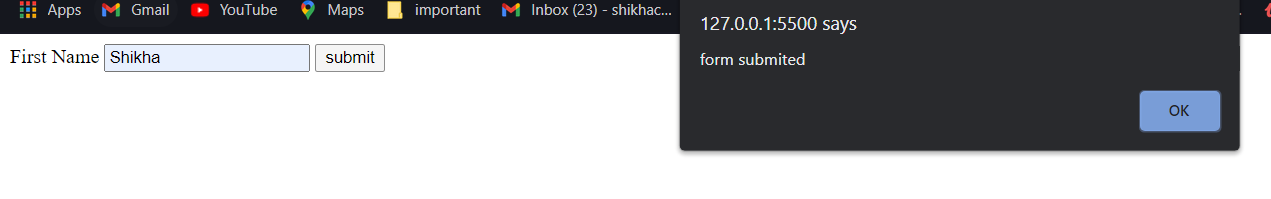 Apps Gmail YouTube Maps important Inbox (23) - shikhac...
127.0.0.1:5500 says
form submited
OK
First Name Shikha submit